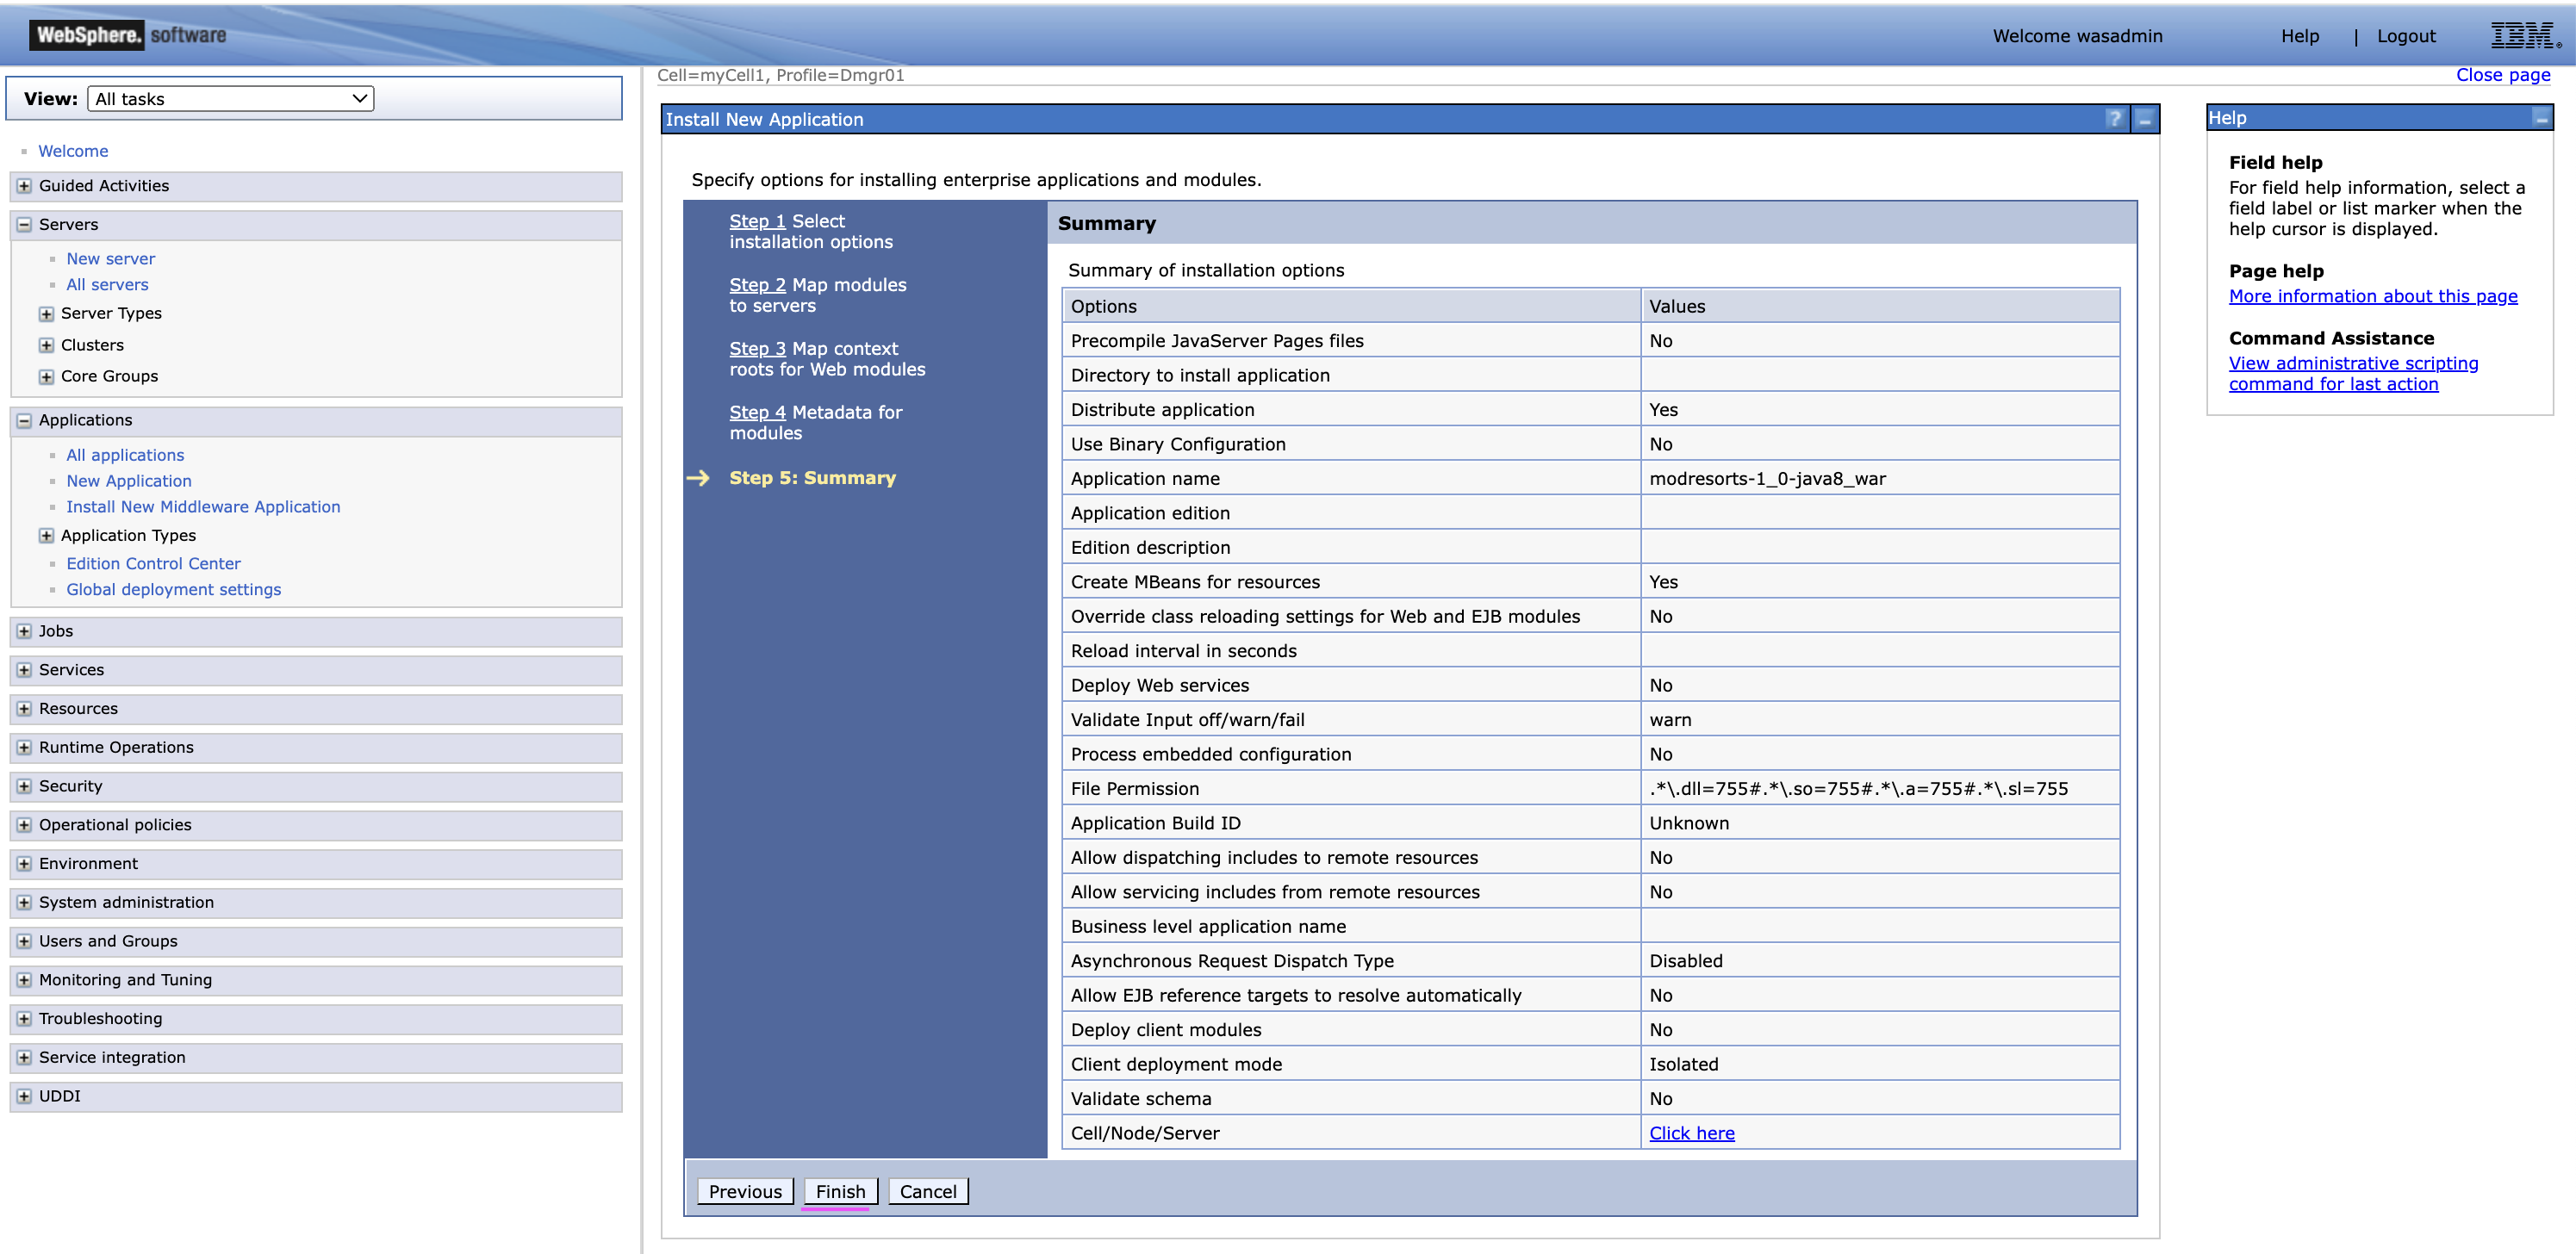 WebSphere. software
Welcome wasadmin
Help | Logout
IBM®
View: All tasks
Welcome
Guided Activities
Servers
New server
All servers
Server Types
Clusters
Core Groups
Applications
All applications
New Application
Install New Middleware Application
Application Types
Edition Control Center
Global deployment settings
Jobs
Services
Resources
Runtime Operations
Security
Operational policies
Environment
System administration
Users and Groups
Monitoring and Tuning
Troubleshooting
Service integration
UDDI
Cell=myCell1, Profile=Dmgr01
Close page
Install New Application
?
Specify options for installing enterprise applications and modules.
Step 1 Select
installation options
Step 2 Map modules
to servers
Step 3 Map context
roots for Web modules
Step 4 Metadata for
modules
Step 5: Summary
Summary
Summary of installation options
Options Values
Precompile JavaServer Pages files No
Directory to install application
Distribute application Yes
Use Binary Configuration No
Application name modresorts-1_0-java8_war
Application edition
Edition description
Create MBeans for resources Yes
Override class reloading settings for Web and EJB modules No
Reload interval in seconds
Deploy Web services No
Validate Input off/warn/fail warn
Process embedded configuration No
File Permission .*\.dll=755#.*\.so=755#.*\.a=755#.*\.sl=755
Application Build ID Unknown
Allow dispatching includes to remote resources No
Allow servicing includes from remote resources No
Business level application name
Asynchronous Request Dispatch Type Disabled
Allow EJB reference targets to resolve automatically No
Deploy client modules No
Client deployment mode Isolated
Validate schema No
Cell/Node/Server Click here
Previous Finish Cancel
Help
Field help
For field help information, select a
field label or list marker when the
help cursor is displayed.
Page help
More information about this page
Command Assistance
View administrative scripting
command for last action